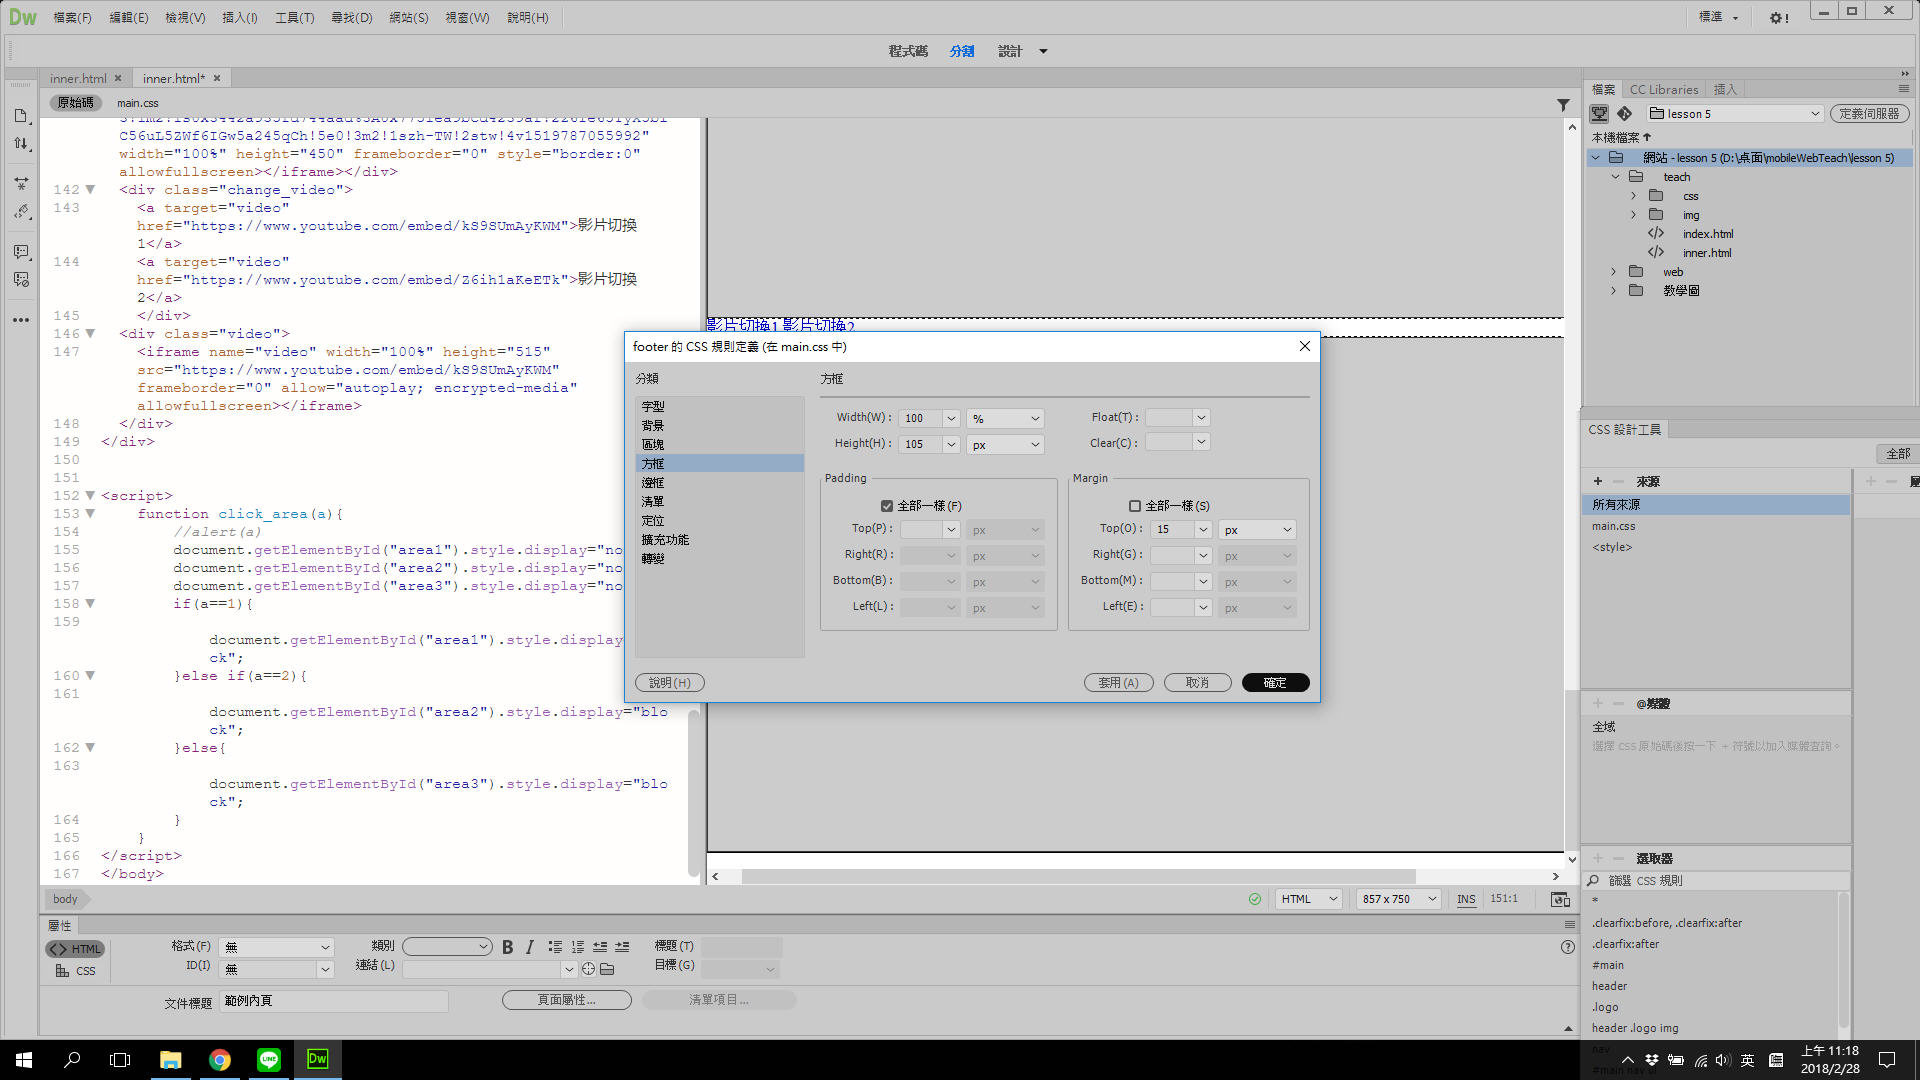 Dw 檔案(F) 編輯(E) 檢視(V) 插入(I) 工具(T) 尋找(D) 網站(S) 視窗(W) 說明(H) 標準
程式碼 分割 設計
inner.html inner.html*
原始碼 main.css
C56uL5ZWf6IGw5a245qCh!5e0!3m2!1szh-TW!2stw!4v1519787055992"
width="100%" height="450" frameborder="0" style="border:0"
allowfullscreen></iframe></div>
142 <div class="change_video">
143 <a target="video"
href="https://www.youtube.com/embed/kS9SUmAyKWM">影片切換
1</a>
144 <a target="video"
href="https://www.youtube.com/embed/Z6ih1aKeETk">影片切換
2</a>
145 </div>
146 <div class="video">
147 <iframe name="video" width="100%" height="515"
src="https://www.youtube.com/embed/kS9SUmAyKWM"
frameborder="0" allow="autoplay; encrypted-media"
allowfullscreen></iframe>
148 </div>
149 </div>
150
151
152 <script>
153 function click_area(a){
154 //alert(a)
155 document.getElementById("area1").style.display="no
156 document.getElementById("area2").style.display="no
157 document.getElementById("area3").style.display="no
158 if(a==1){
159
document.getElementById("area1").style.display
ck";
160 }else if(a==2){
161
document.getElementById("area2").style.display="blo
ck";
162 }else{
163
document.getElementById("area3").style.display="blo
ck";
164 }
165 }
166 </script>
167 </body>
影片切換1 影片切換2
footer 的 CSS 規則定義 (在 main.css 中)
分類
字型
背景
區塊
方框
邊框
清單
定位
擴充功能
轉變
方框
Width(W) : 100 %
Height(H) : 105 px
Float(T) :
Clear(C) :
Padding
全部一樣(F)
Top(P) : px
Right(R) : px
Bottom(B) : px
Left(L) : px
Margin
全部一樣(S)
Top(O) : 15 px
Right(G) : px
Bottom(M) : px
Left(E) : px
說明(H) 套用(A) 取消 確定
body HTML 857 x 750 INS 151:1
屬性
HTML
CSS
格式(F) 無 類別 B I 標題(T)
ID(I) 無 連結(L) 目標(G)
文件標題 範例內頁 頁面屬性... 清單項目...
檔案 CC Libraries 插入
lesson 5 定義伺服器
本機檔案
網站 - lesson 5 (D:\桌面\mobileWebTeach\lesson 5)
teach
css
img
index.html
inner.html
web
教學圖
CSS 設計工具
全部
來源
所有來源
main.css
<style>
@媒體
全域
選擇 CSS 原始碼後按一下 + 符號以加入媒體查詢。
選取器
篩選 CSS 規則
*
.clearfix:before, .clearfix:after
.clearfix:after
#main
header
.logo
header .logo img
nav
#main nav ul
Dw 英 上午 11:18
2018/2/28